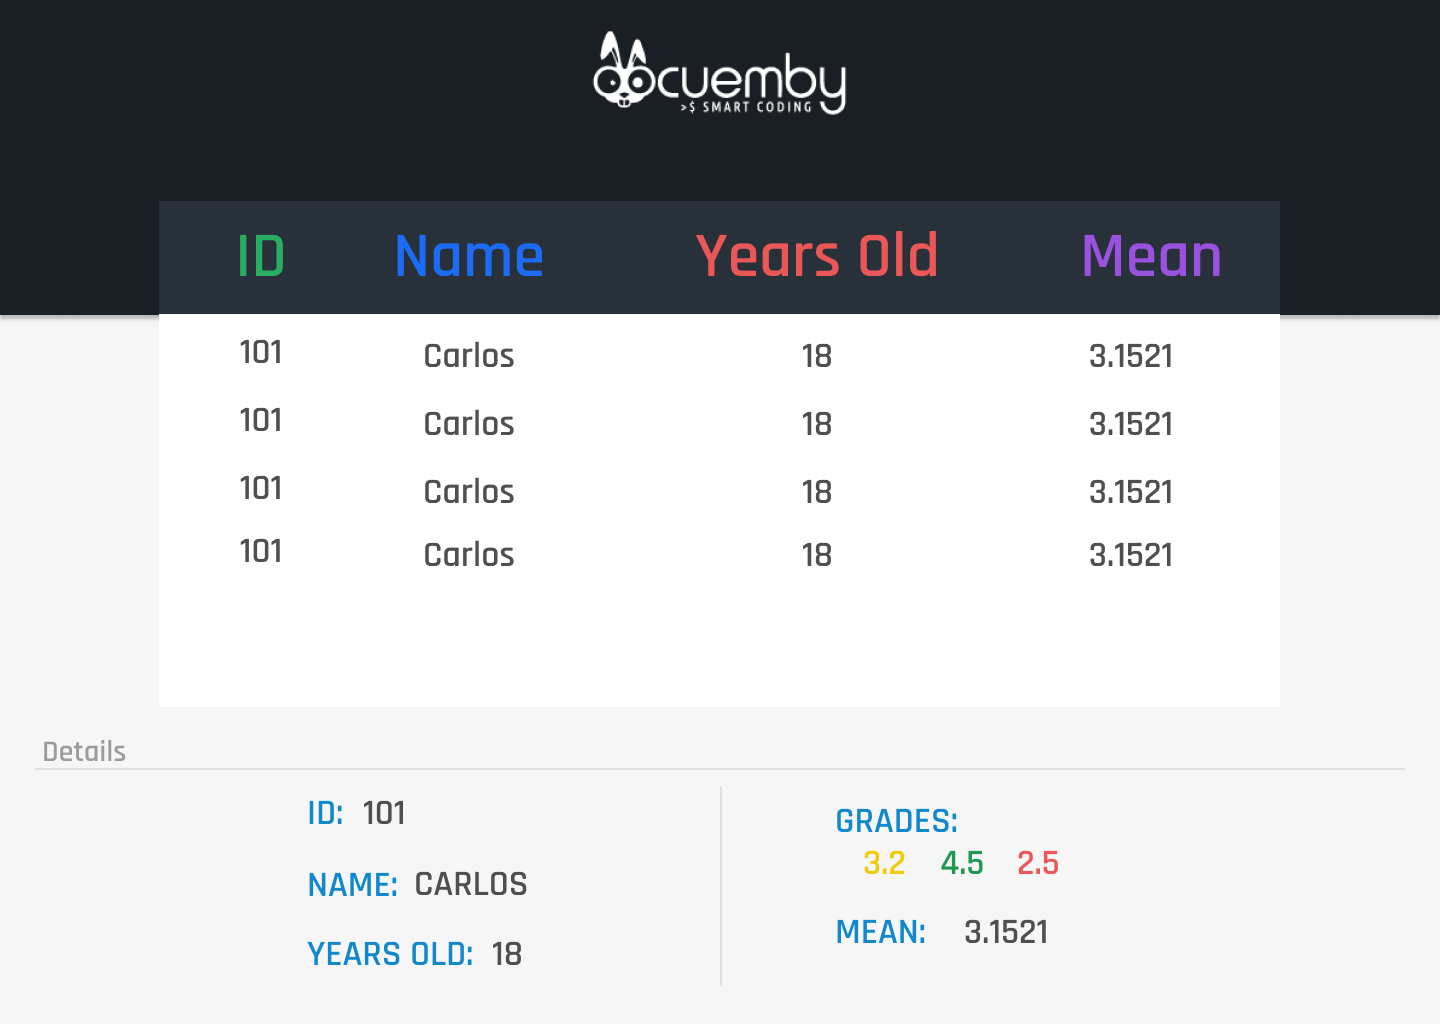 cuemby
>$ SMART CODING
ID Name Years Old Mean
101 Carlos 18 3.1521
101 Carlos 18 3.1521
101 Carlos 18 3.1521
101 Carlos 18 3.1521
Details
ID: 101
NAME: CARLOS
YEARS OLD: 18
GRADES:
3.2 4.5 2.5
MEAN: 3.1521